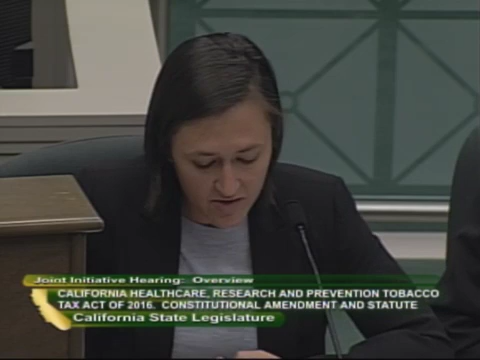 Joint Initiative Hearing: Overview
CALIFORNIA HEALTHCARE, RESEARCH AND PREVENTION TOBACCO
TAX ACT OF 2016. CONSTITUTIONAL AMENDMENT AND STATUTE
California State Legislature